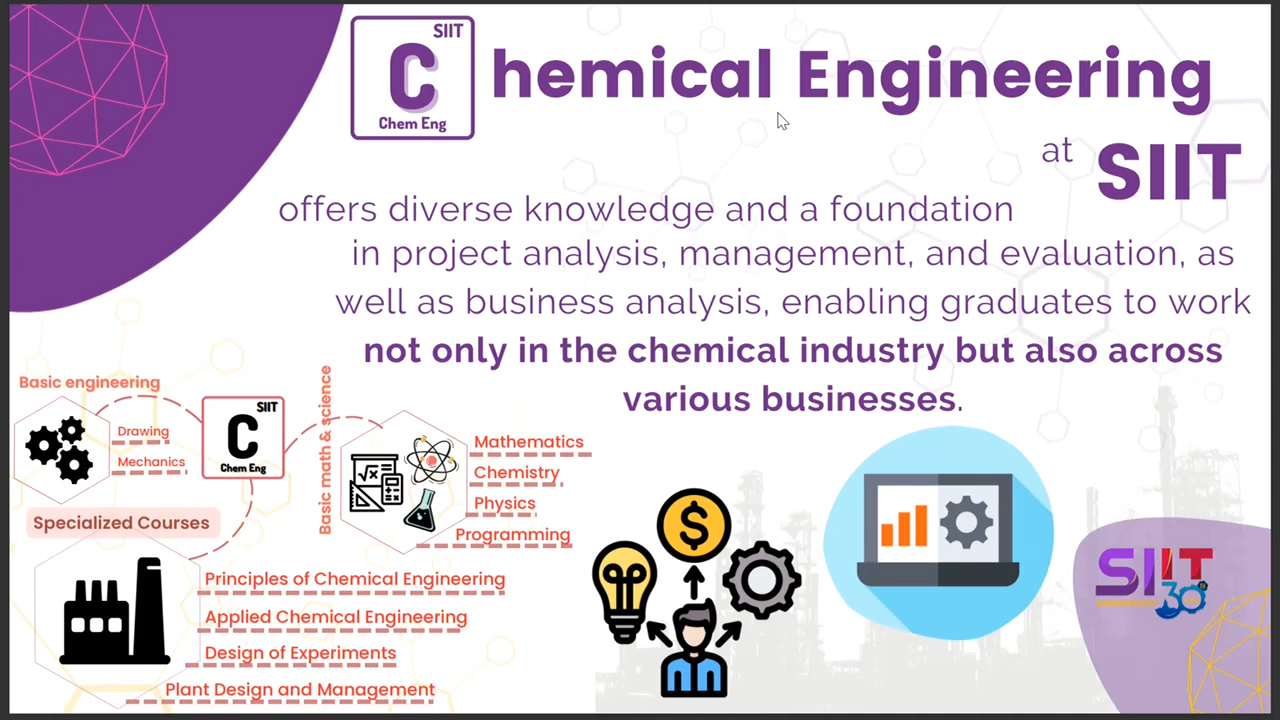 SIIT
C
Chem Eng
hemical Engineering
at SIIT
offers diverse knowledge and a foundation
in project analysis, management, and evaluation, as
well as business analysis, enabling graduates to work
not only in the chemical industry but also across
various businesses.
Basic engineering
Drawing
Mechanics
SIIT
C
Chem Eng
Basic math & science
√x
Mathematics
Chemistry
Physics
Programming
Specialized Courses
Principles of Chemical Engineering
Applied Chemical Engineering
Design of Experiments
Plant Design and Management
$
SIIT
30